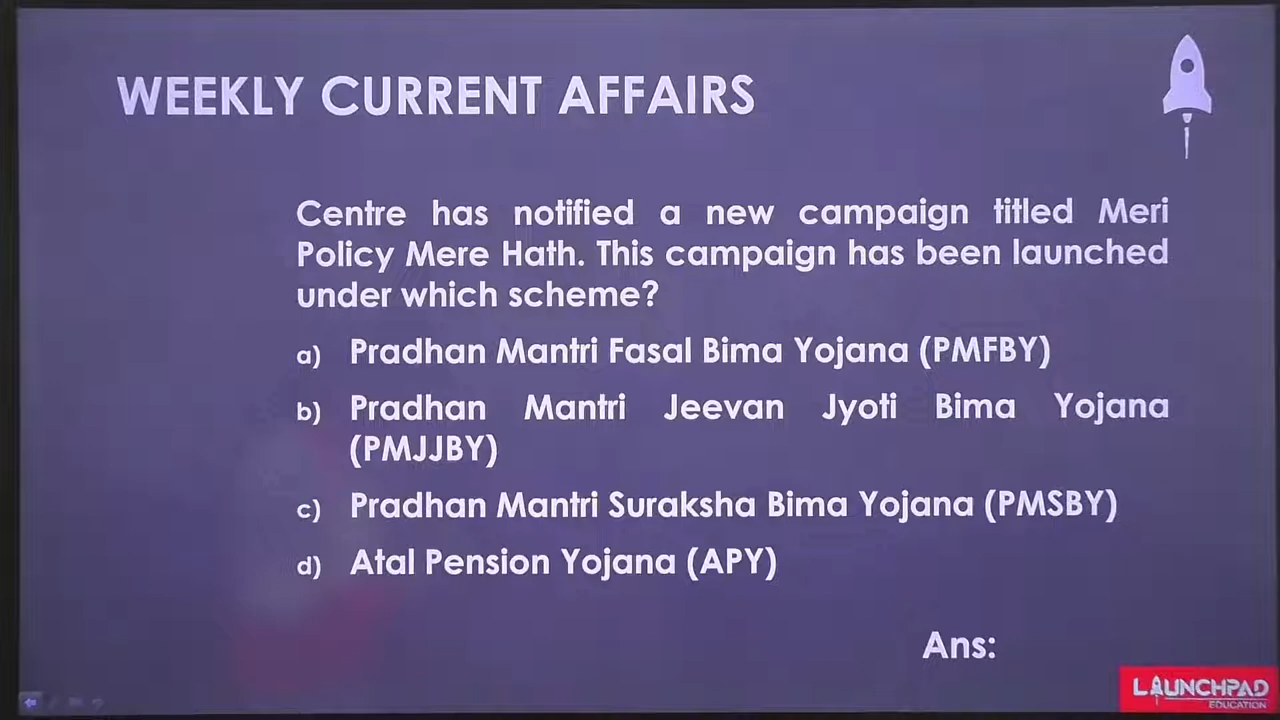 WEEKLY CURRENT AFFAIRS
Centre has notified a new campaign titled Meri
Policy Mere Hath. This campaign has been launched
under which scheme?
a) Pradhan Mantri Fasal Bima Yojana (PMFBY)
b) Pradhan Mantri Jeevan Jyoti Bima Yojana
(PMJJBY)
c) Pradhan Mantri Suraksha Bima Yojana (PMSBY)
d) Atal Pension Yojana (APY)
Ans:
LAUNCHPAD
EDUCATION